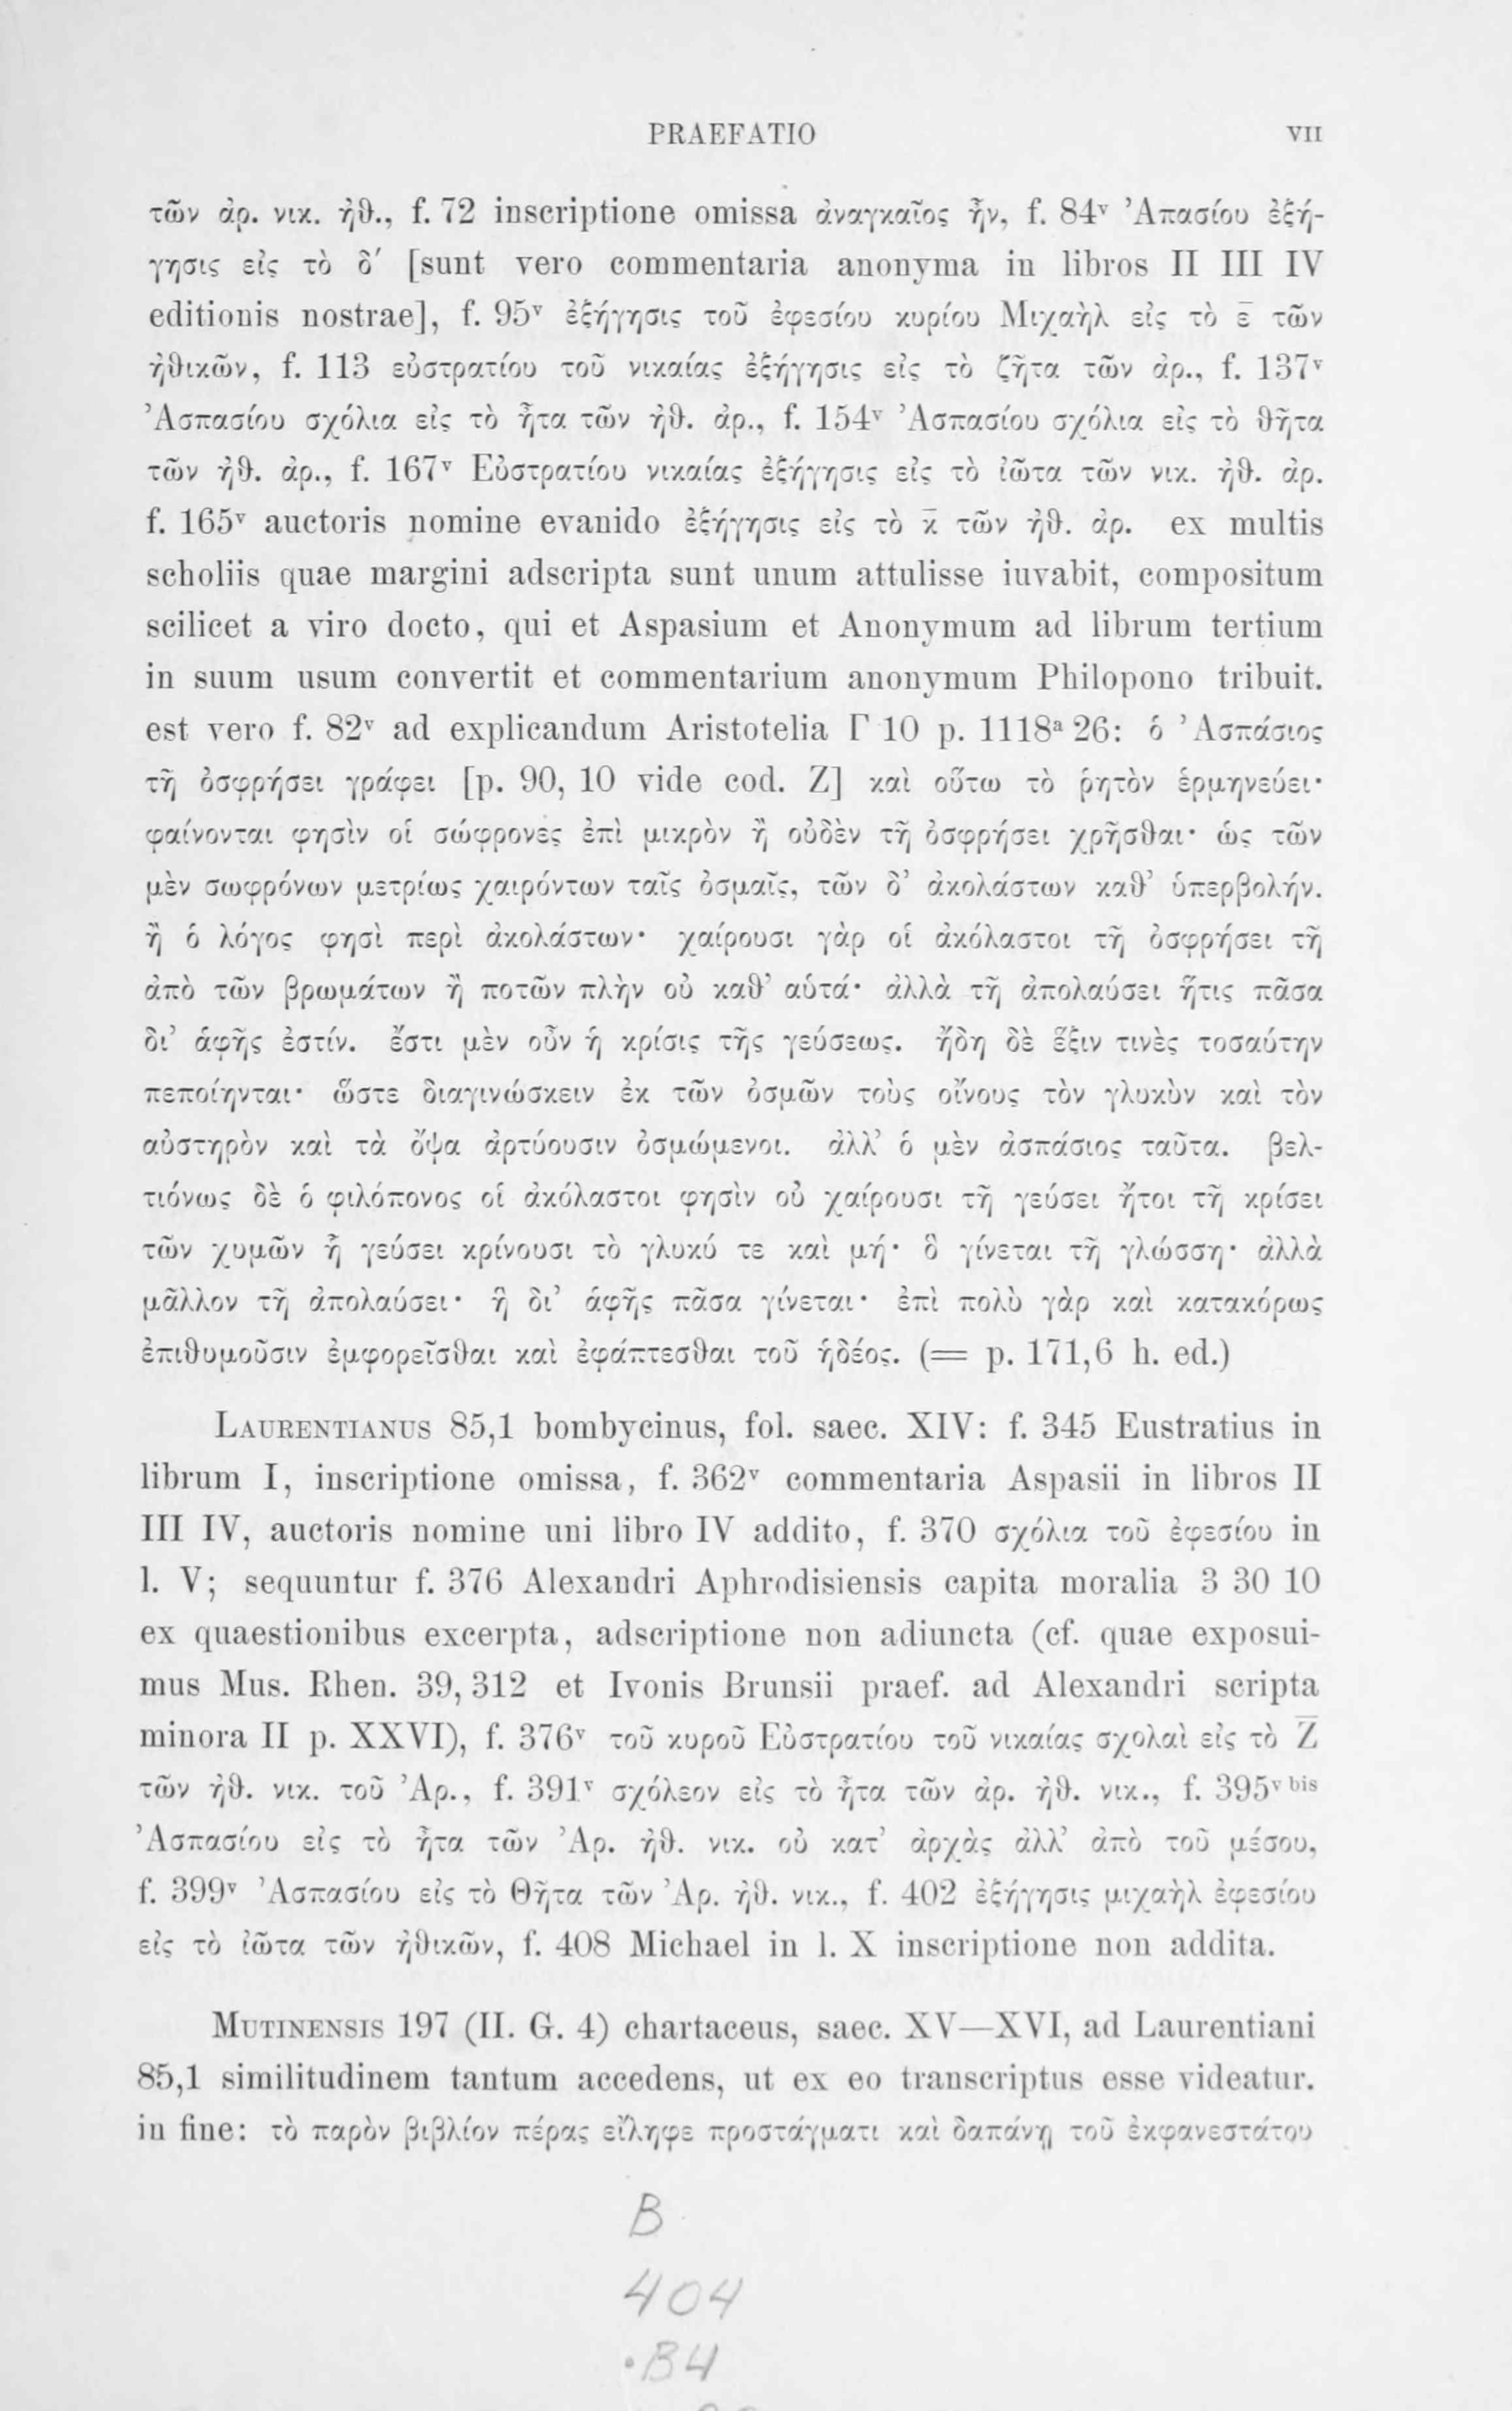 PRAEFATIO VII
τῶν ἀρ. νικ. ἠθ., f. 72 inscriptione omissa ἀναγκαῖος ἦν, f. 84ᵛ Ἀπασίου ἐξή-
γησις εἰς τὸ δ′ [sunt vero commentaria anonyma in libros II III IV
editionis nostrae], f. 95ᵛ ἐξήγησις τοῦ ἐφεσίου κυρίου Μιχαὴλ εἰς τὸ ε̅ τῶν
ἠθικῶν, f. 113 εὐστρατίου τοῦ νικαίας ἐξήγησις εἰς τὸ ζῆτα τῶν ἀρ., f. 137ᵛ
Ἀσπασίου σχόλια εἰς τὸ ἦτα τῶν ἠθ. ἀρ., f. 154ᵛ Ἀσπασίου σχόλια εἰς τὸ θῆτα
τῶν ἠθ. ἀρ., f. 167ᵛ Εὐστρατίου νικαίας ἐξήγησις εἰς τὸ ἰῶτα τῶν νικ. ἠθ. ἀρ.
f. 165ᵛ auctoris nomine evanido ἐξήγησις εἰς τὸ κ̅ τῶν ἠθ. ἀρ. ex multis
scholiis quae margini adscripta sunt unum attulisse iuvabit, compositum
scilicet a viro docto, qui et Aspasium et Anonymum ad librum tertium
in suum usum convertit et commentarium anonymum Philopono tribuit.
est vero f. 82ᵛ ad explicandum Aristotelia Γ 10 p. 1118ᵃ 26: ὁ Ἀσπάσιος
τῇ ὀσφρήσει γράφει [p. 90, 10 vide cod. Z] καὶ οὕτω τὸ ῥητὸν ἑρμηνεύει·
φαίνονται φησὶν οἱ σώφρονες ἐπὶ μικρὸν ἢ οὐδὲν τῇ ὀσφρήσει χρῆσθαι· ὡς τῶν
μὲν σωφρόνων μετρίως χαιρόντων ταῖς ὀσμαῖς, τῶν δ’ ἀκολάστων καθ’ ὑπερβολήν.
ἢ ὁ λόγος φησὶ περὶ ἀκολάστων· χαίρουσι γὰρ οἱ ἀκόλαστοι τῇ ὀσφρήσει τῇ
ἀπὸ τῶν βρωμάτων ἢ ποτῶν πλὴν οὐ καθ’ αὑτά· ἀλλὰ τῇ ἀπολαύσει ἥτις πᾶσα
δι’ ἁφῆς ἐστίν. ἔστι μὲν οὖν ἡ κρίσις τῆς γεύσεως. ἤδη δὲ ἕξιν τινὲς τοσαύτην
πεποίηνται· ὥστε διαγινώσκειν ἐκ τῶν ὀσμῶν τοὺς οἴνους τὸν γλυκὺν καὶ τὸν
αὐστηρὸν καὶ τὰ ὄψα ἀρτύουσιν ὀσμώμενοι. ἀλλ’ ὁ μὲν ἀσπάσιος ταῦτα. βελ-
τιόνως δὲ ὁ φιλόπονος οἱ ἀκόλαστοι φησὶν οὐ χαίρουσι τῇ γεύσει ἤτοι τῇ κρίσει
τῶν χυμῶν ᾗ γεύσει κρίνουσι τὸ γλυκύ τε καὶ μή· ὃ γίνεται τῇ γλώσσῃ· ἀλλὰ
μᾶλλον τῇ ἀπολαύσει· ἣ δι’ ἁφῆς πᾶσα γίνεται· ἐπὶ πολὺ γὰρ καὶ κατακόρως
ἐπιθυμοῦσιν ἐμφορεῖσθαι καὶ ἐφάπτεσθαι τοῦ ἡδέος. (= p. 171,6 h. ed.)
LAURENTIANUS 85,1 bombycinus, fol. saec. XIV: f. 345 Eustratius in
librum I, inscriptione omissa, f. 362ᵛ commentaria Aspasii in libros II
III IV, auctoris nomine uni libro IV addito, f. 370 σχόλια τοῦ ἐφεσίου in
l. V; sequuntur f. 376 Alexandri Aphrodisiensis capita moralia 3 30 10
ex quaestionibus excerpta, adscriptione non adiuncta (cf. quae exposui-
mus Mus. Rhen. 39, 312 et Ivonis Brunsii praef. ad Alexandri scripta
minora II p. XXVI), f. 376ᵛ τοῦ κυροῦ Εὐστρατίου τοῦ νικαίας σχολαὶ εἰς τὸ Z̅
τῶν ἠθ. νικ. τοῦ Ἀρ., f. 391ᵛ σχόλεον εἰς τὸ ἦτα τῶν ἀρ. ἠθ. νικ., f. 395ᵛ ᵇⁱˢ
Ἀσπασίου εἰς τὸ ἦτα τῶν Ἀρ. ἠθ. νικ. οὐ κατ’ ἀρχὰς ἀλλ’ ἀπὸ τοῦ μέσου,
f. 399ᵛ Ἀσπασίου εἰς τὸ Θῆτα τῶν Ἀρ. ἠθ. νικ., f. 402 ἐξήγησις μιχαὴλ ἐφεσίου
εἰς τὸ ἰῶτα τῶν ἠθικῶν, f. 408 Michael in l. X inscriptione non addita.
MUTINENSIS 197 (II. G. 4) chartaceus, saec. XV—XVI, ad Laurentiani
85,1 similitudinem tantum accedens, ut ex eo transcriptus esse videatur.
in fine: τὸ παρὸν βιβλίον πέρας εἴληφε προστάγματι καὶ δαπάνῃ τοῦ ἐκφανεστάτου
B
404
.B4